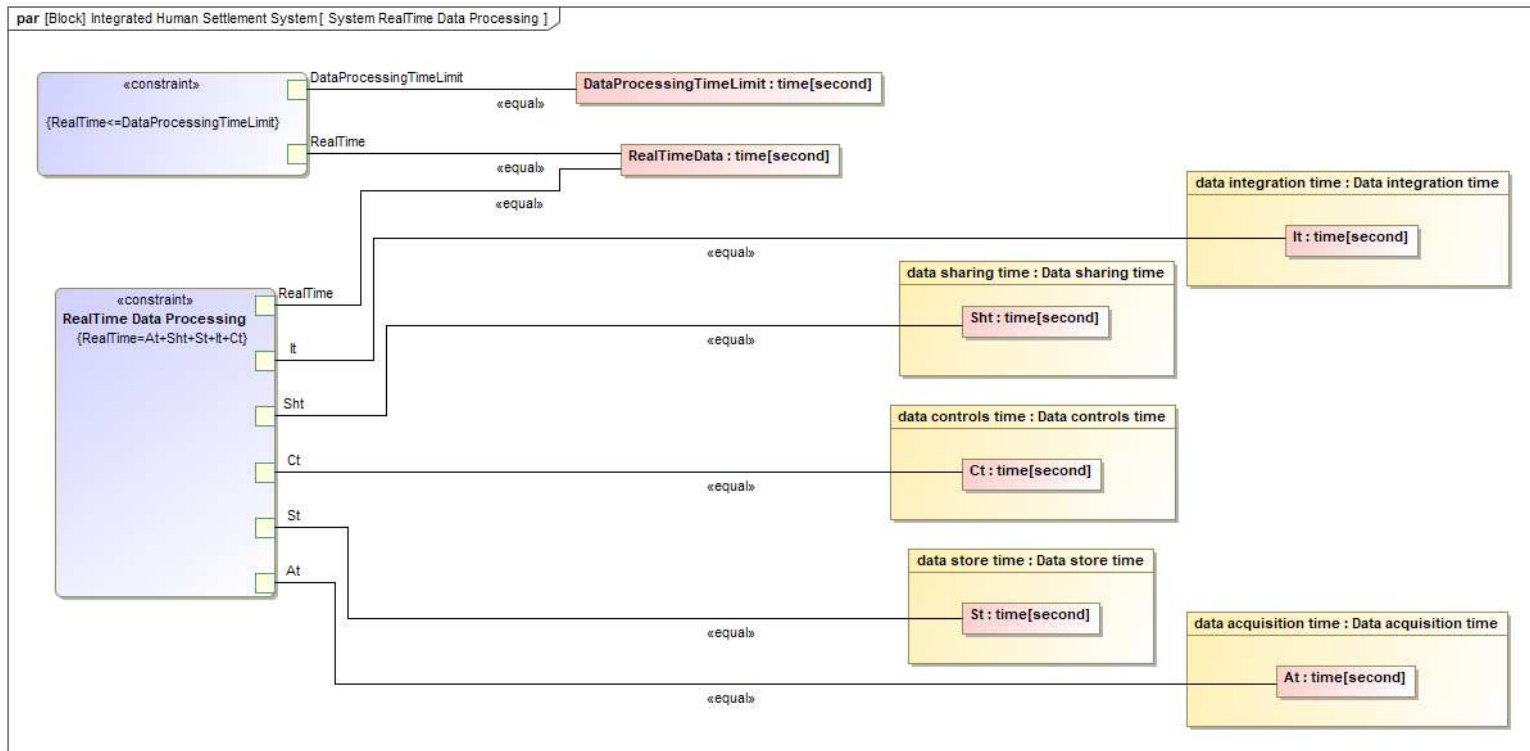 par [Block] Integrated Human Settlement System [ System RealTime Data Processing ]
«constraint»
{RealTime<=DataProcessingTimeLimit}
DataProcessingTimeLimit
«equal»
DataProcessingTimeLimit : time[second]
RealTime
«equal»
RealTimeData : time[second]
«equal»
data integration time : Data integration time
It : time[second]
«equal»
data sharing time : Data sharing time
Sht : time[second]
«equal»
«constraint»
RealTime Data Processing
{RealTime=At+Sht+St+It+Ct}
RealTime
It
Sht
Ct
St
At
data controls time : Data controls time
Ct : time[second]
«equal»
data store time : Data store time
St : time[second]
«equal»
data acquisition time : Data acquisition time
At : time[second]
«equal»